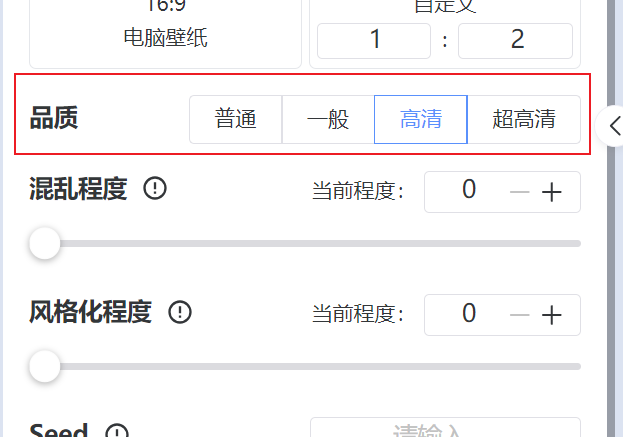 16:9
自定义
电脑壁纸
1 : 2
品质 普通 一般 高清 超高清
混乱程度 当前程度： 0
风格化程度 当前程度： 0
Seed 请输入